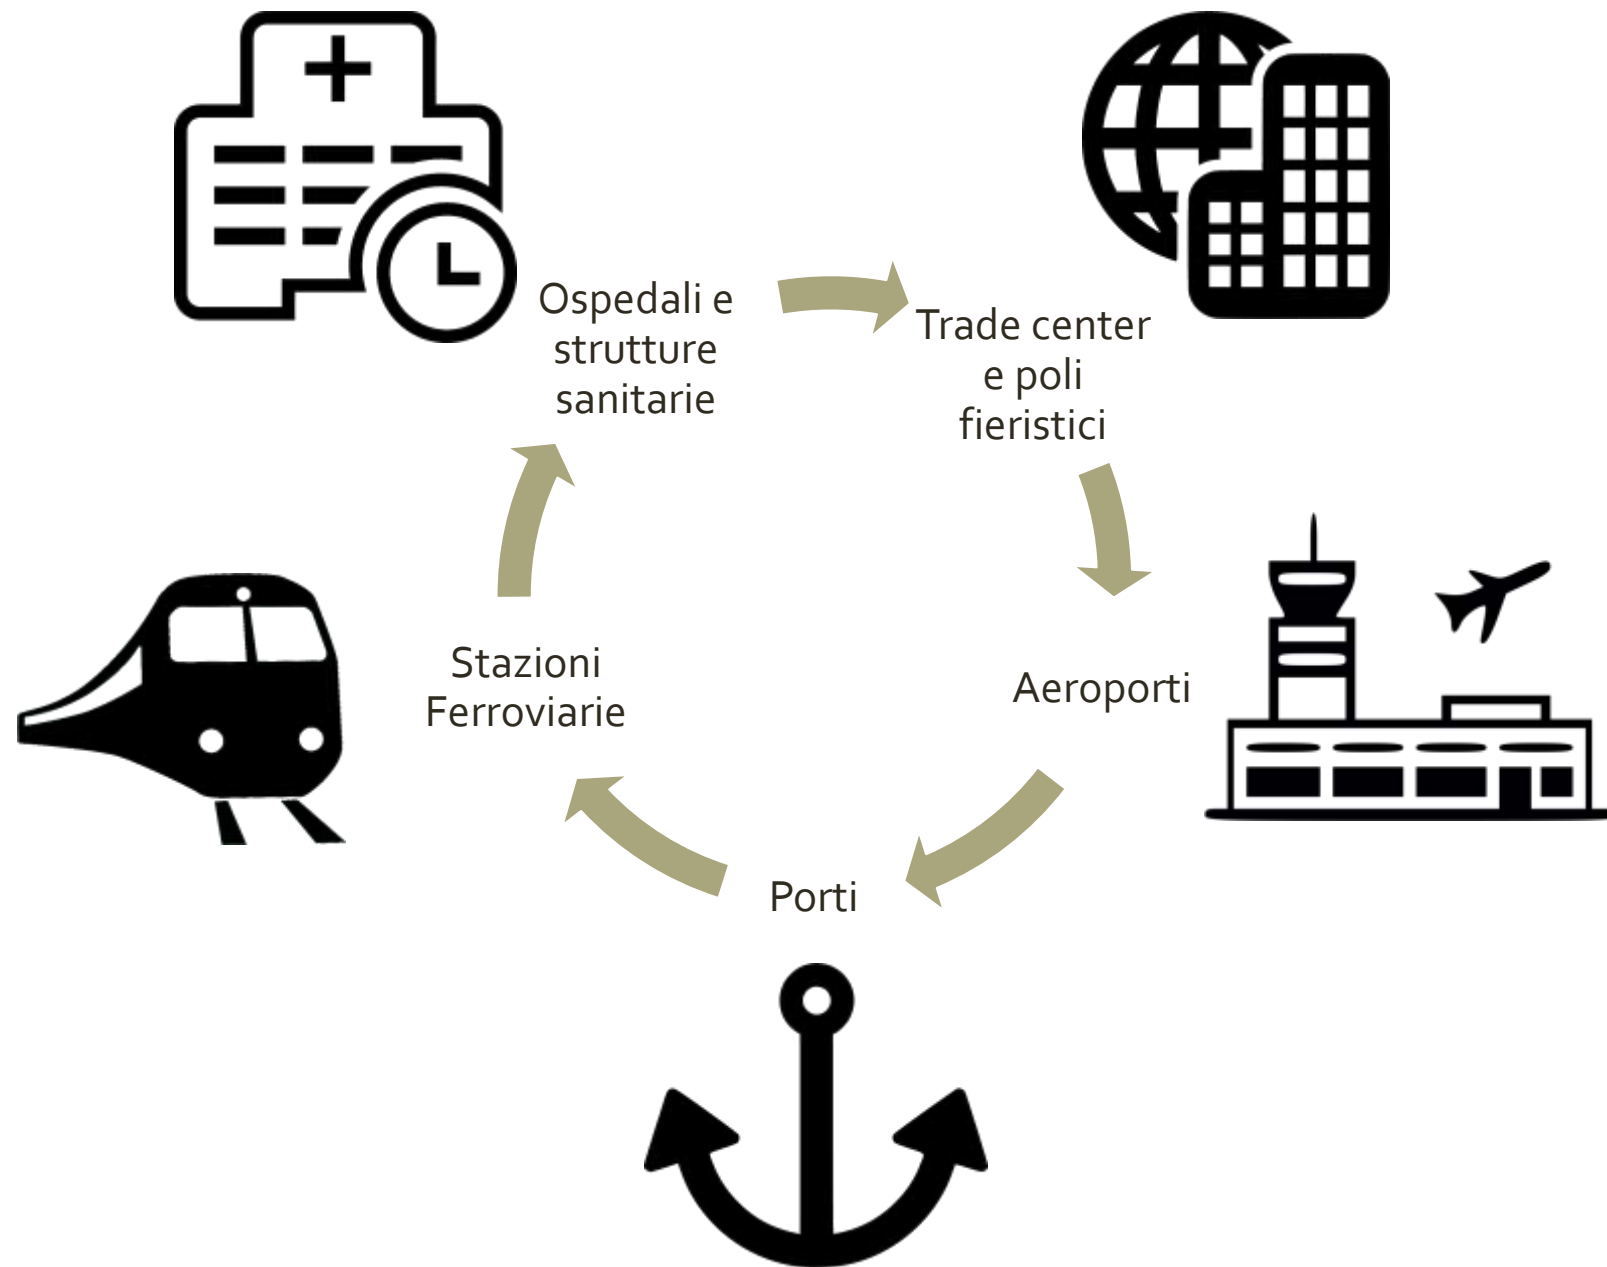 Ospedali e
strutture
sanitarie
Trade center
e poli
fieristici
Aeroporti
Porti
Stazioni
Ferroviarie